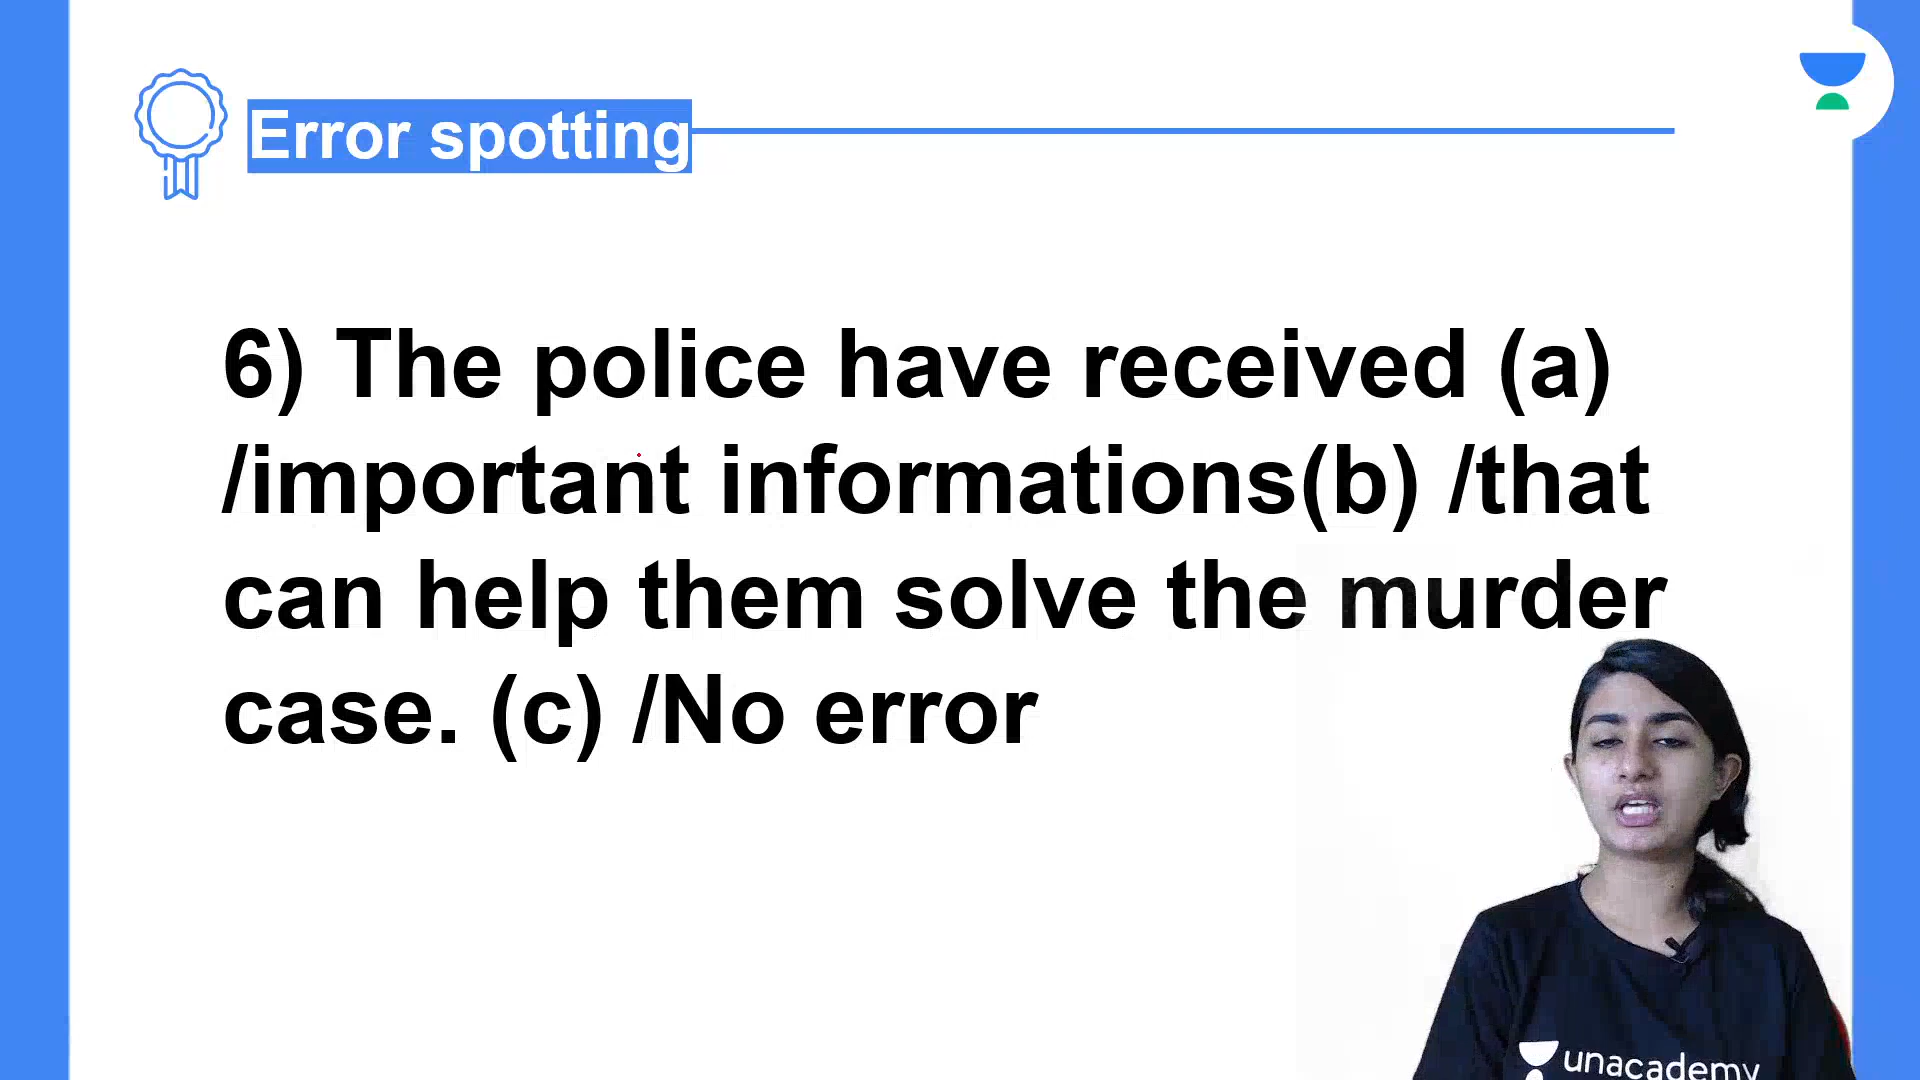 Error spotting
6) The police have received (a)
/important informations(b) /that
can help them solve the murder
case. (c) /No error
unacademy